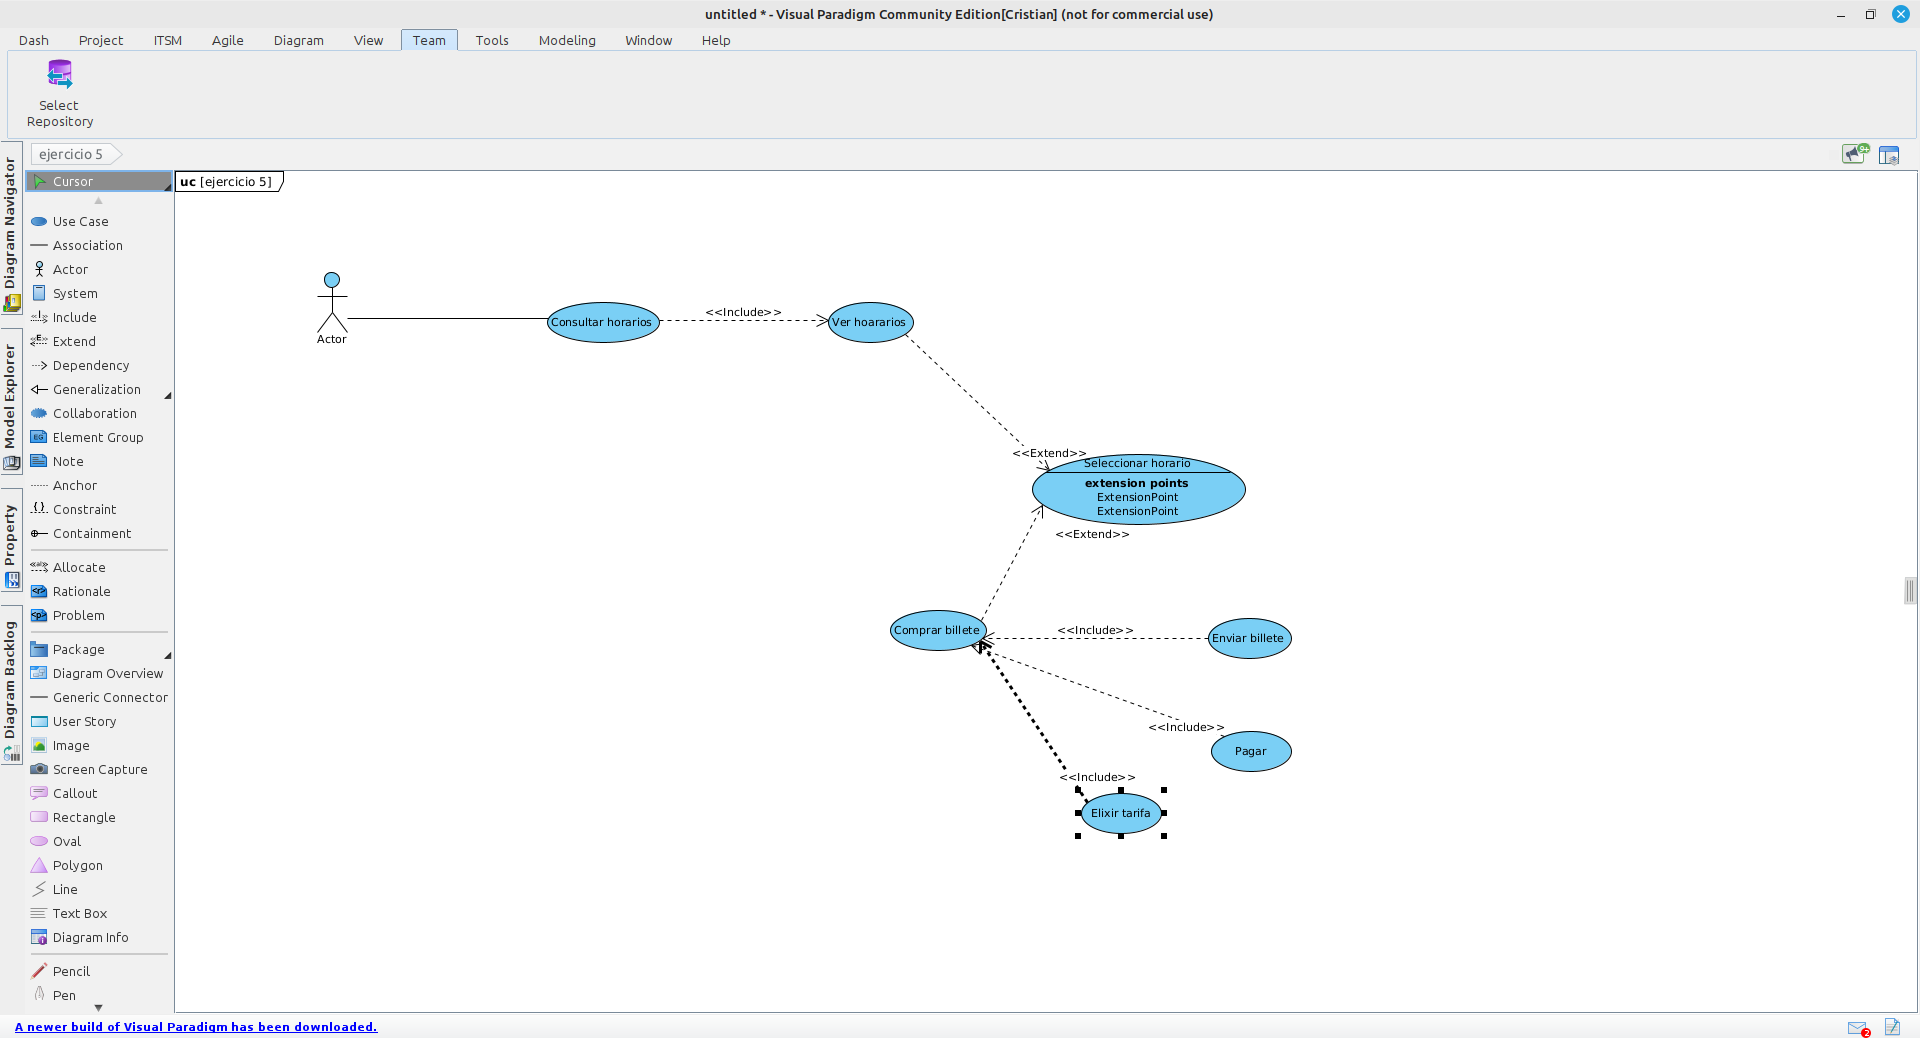 untitled * - Visual Paradigm Community Edition[Cristian] (not for commercial use)
Dash Project ITSM Agile Diagram View Team Tools Modeling Window Help
Select
Repository
ejercicio 5
9+
Diagram Navigator
Model Explorer
Property
Diagram Backlog
Cursor
Use Case
Association
Actor
System
Include
Extend
Dependency
Generalization
Collaboration
Element Group
Note
Anchor
Constraint
Containment
Allocate
Rationale
Problem
Package
Diagram Overview
Generic Connector
User Story
Image
Screen Capture
Callout
Rectangle
Oval
Polygon
Line
Text Box
Diagram Info
Pencil
Pen
uc [ejercicio 5]
Actor
Consultar horarios
<<Include>>
Ver hoararios
<<Extend>>
Seleccionar horario
extension points
ExtensionPoint
ExtensionPoint
<<Extend>>
Comprar billete
<<Include>>
Enviar billete
<<Include>>
Pagar
<<Include>>
Elixir tarifa
A newer build of Visual Paradigm has been downloaded.
2